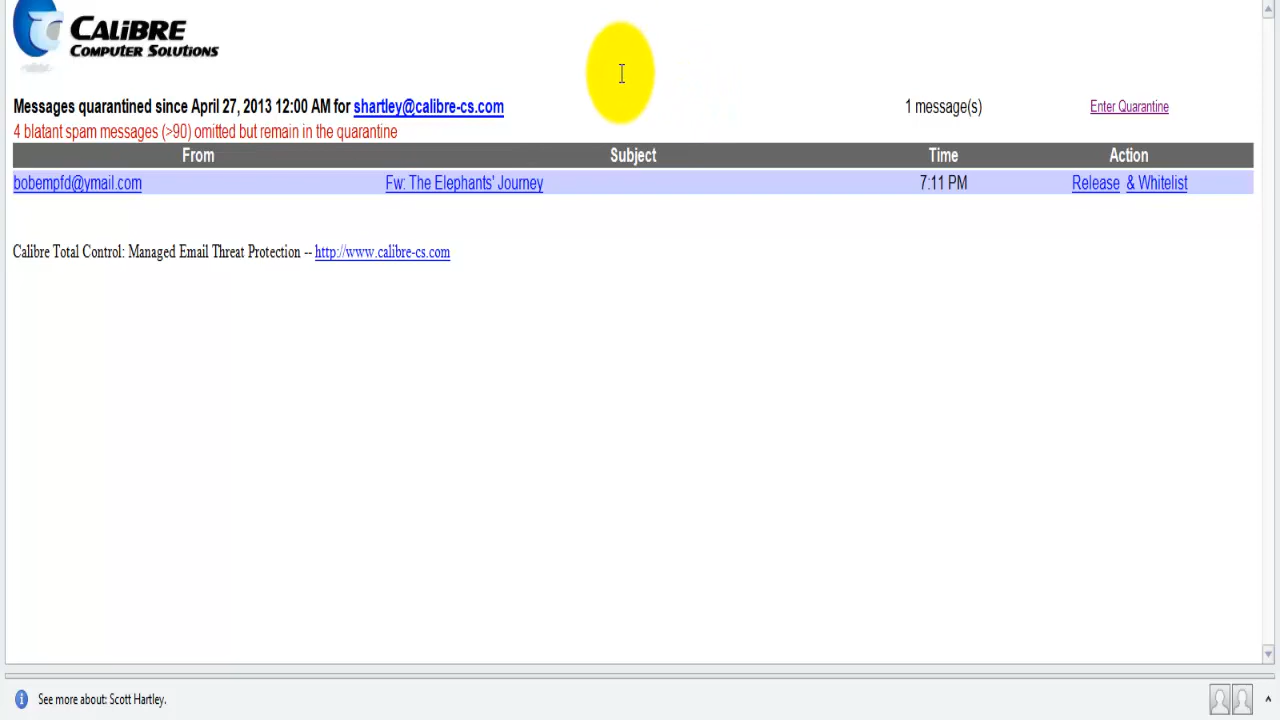 CALiBRE
COMPUTER SOLUTIONS
Messages quarantined since April 27, 2013 12:00 AM for shartley@calibre-cs.com 1 message(s) Enter Quarantine
4 blatant spam messages (>90) omitted but remain in the quarantine
From Subject Time Action
bobempfd@ymail.com Fw: The Elephants' Journey 7:11 PM Release & Whitelist
Calibre Total Control: Managed Email Threat Protection -- http://www.calibre-cs.com
See more about: Scott Hartley.